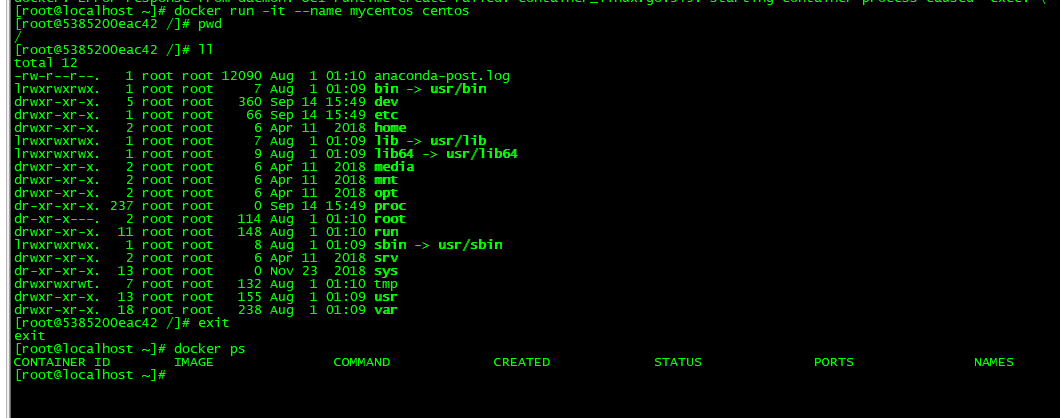 [root@localhost ~]# docker run -it --name mycentos centos
[root@5385200eac42 /]# pwd
/
[root@5385200eac42 /]# ll
total 12
-rw-r--r--.   1 root root 12090 Aug  1 01:10 anaconda-post.log
lrwxrwxrwx.   1 root root     7 Aug  1 01:09 bin -> usr/bin
drwxr-xr-x.   5 root root   360 Sep 14 15:49 dev
drwxr-xr-x.   1 root root    66 Sep 14 15:49 etc
drwxr-xr-x.   2 root root     6 Apr 11  2018 home
lrwxrwxrwx.   1 root root     7 Aug  1 01:09 lib -> usr/lib
lrwxrwxrwx.   1 root root     9 Aug  1 01:09 lib64 -> usr/lib64
drwxr-xr-x.   2 root root     6 Apr 11  2018 media
drwxr-xr-x.   2 root root     6 Apr 11  2018 mnt
drwxr-xr-x.   2 root root     6 Apr 11  2018 opt
dr-xr-xr-x. 237 root root     0 Sep 14 15:49 proc
dr-xr-x---.   2 root root   114 Aug  1 01:10 root
drwxr-xr-x.  11 root root   148 Aug  1 01:10 run
lrwxrwxrwx.   1 root root     8 Aug  1 01:09 sbin -> usr/sbin
drwxr-xr-x.   2 root root     6 Apr 11  2018 srv
dr-xr-xr-x.  13 root root     0 Nov 23  2018 sys
drwxrwxrwt.   7 root root   132 Aug  1 01:10 tmp
drwxr-xr-x.  13 root root   155 Aug  1 01:09 usr
drwxr-xr-x.  18 root root   238 Aug  1 01:09 var
[root@5385200eac42 /]# exit
exit
[root@localhost ~]# docker ps
CONTAINER ID        IMAGE               COMMAND             CREATED             STATUS              PORTS               NAMES
[root@localhost ~]#